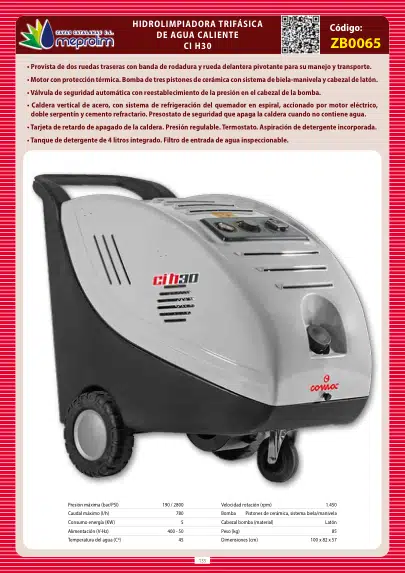 CAYAS CATALANAS S.L.
meprolim
HIDROLIMPIADORA TRIFÁSICA
DE AGUA CALIENTE
CI H30
Código:
ZB0065
• Provista de dos ruedas traseras con banda de rodadura y rueda delantera pivotante para su manejo y transporte.
• Motor con protección térmica. Bomba de tres pistones de cerámica con sistema de biela-manivela y cabezal de latón.
• Válvula de seguridad automática con reestablecimiento de la presión en el cabezal de la bomba.
• Caldera vertical de acero, con sistema de refrigeración del quemador en espiral, accionado por motor eléctrico,
doble serpentín y cemento refractario. Presostato de seguridad que apaga la caldera cuando no contiene agua.
• Tarjeta de retardo de apagado de la caldera. Presión regulable. Termostato. Aspiración de detergente incorporada.
• Tanque de detergente de 4 litros integrado. Filtro de entrada de agua inspeccionable.
ci h30
comac
Presión máxima (bar/PSI) 190 / 2800
Caudal máximo (l/h) 700
Consumo energía (KW) 5
Alimentación (V-Hz) 400 - 50
Temperatura del agua (Cº) 45
Velocidad rotación (rpm) 1.450
Bomba Pistones de cerámica, sistema biela/manivela
Cabezal bomba (material) Latón
Peso (kg) 85
Dimensiones (cm) 100 x 82 x 57